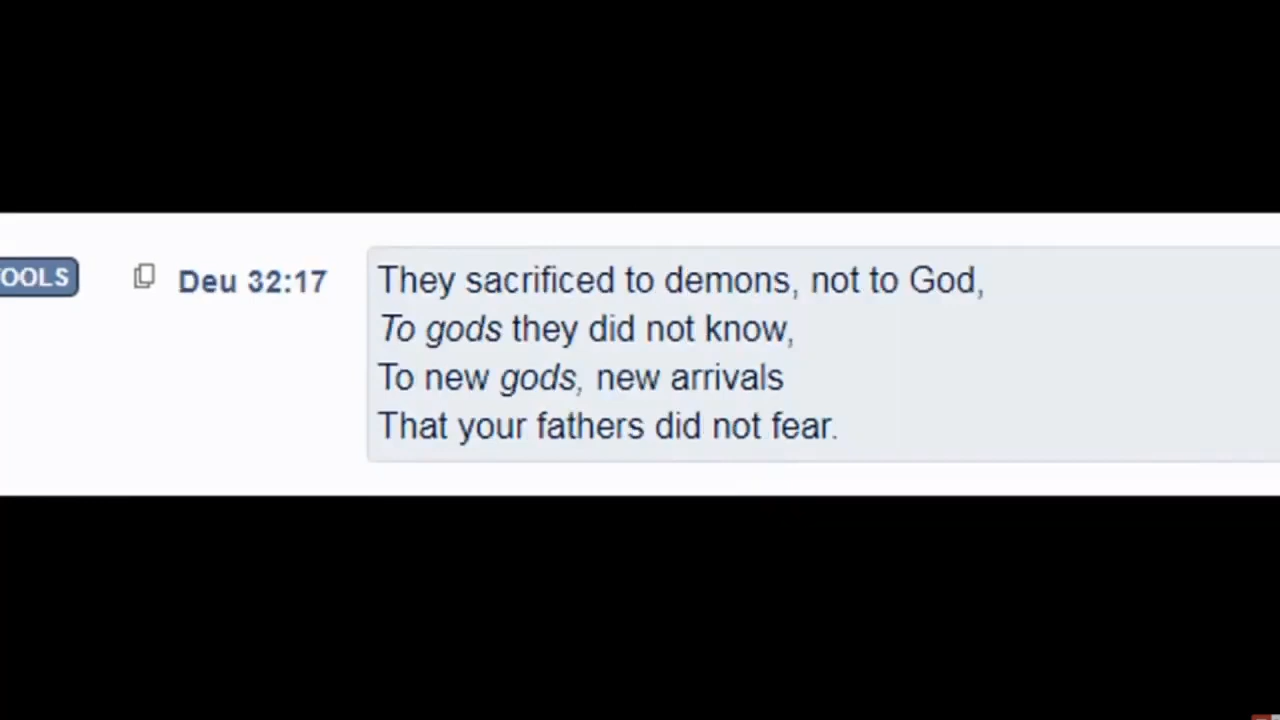 OOLS
Deu 32:17
They sacrificed to demons, not to God,
To gods they did not know,
To new gods, new arrivals
That your fathers did not fear.